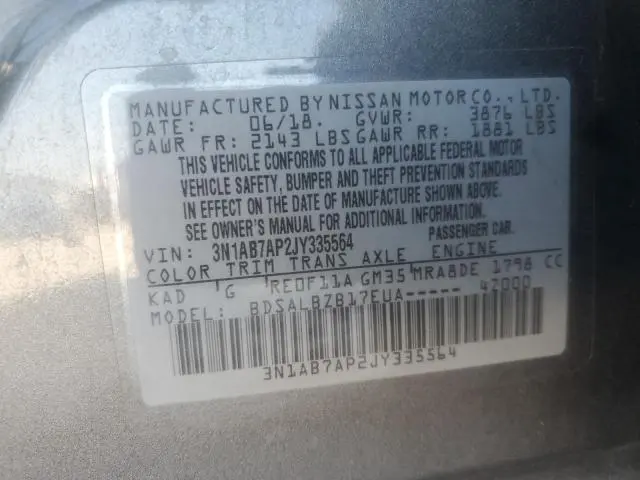 MANUFACTURED BY NISSAN MOTOR CO., LTD.
DATE: 06/18. GVWR: 3876 LBS
GAWR FR: 2143 LBS GAWR RR: 1881 LBS
THIS VEHICLE CONFORMS TO ALL APPLICABLE FEDERAL MOTOR
VEHICLE SAFETY, BUMPER AND THEFT PREVENTION STANDARDS
IN EFFECT ON THE DATE OF MANUFACTURE SHOWN ABOVE.
SEE OWNER'S MANUAL FOR ADDITIONAL INFORMATION.
VIN: 3N1AB7AP2JY335564 PASSENGER CAR.
COLOR TRIM TRANS AXLE ENGINE
KAD 'G 'RE0F11A GM35 MRA8DE 1798 CC
MODEL: BDSALBZB17EUA----- 42000
3N1AB7AP2JY335564